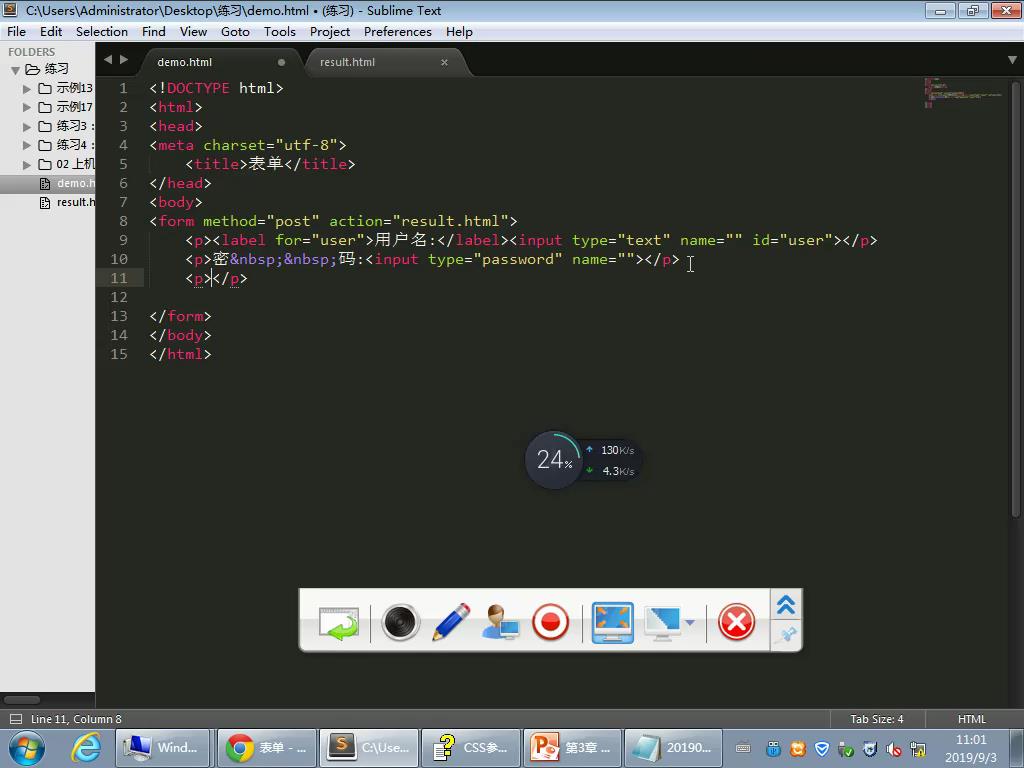 C:\Users\Administrator\Desktop\练习\demo.html • (练习) - Sublime Text
File Edit Selection Find View Goto Tools Project Preferences Help
FOLDERS
练习
示例13
示例17
练习3 :
练习4 :
02 上机
demo.h
result.h
demo.html
result.html
1 <!DOCTYPE html>
2 <html>
3 <head>
4 <meta charset="utf-8">
5 <title>表单</title>
6 </head>
7 <body>
8 <form method="post" action="result.html">
9 <p><label for="user">用户名:</label><input type="text" name="" id="user"></p>
10 <p>密&nbsp;&nbsp;码:<input type="password" name=""></p>
11 <p></p>
12
13 </form>
14 </body>
15 </html>
24%
130K/s
4.3K/s
Line 11, Column 8
Tab Size: 4
HTML
Wind...
表单 - ...
C:\Use...
CSS参...
第3章 ...
20190...
11:01
2019/9/3